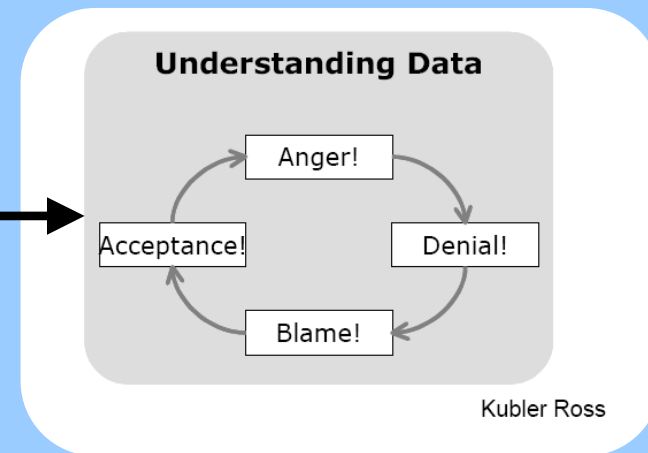 Understanding Data
Anger!
Acceptance!
Denial!
Blame!
Kubler Ross